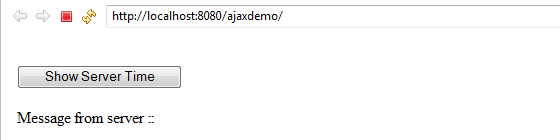 http://localhost:8080/ajaxdemo/
Show Server Time
Message from server ::